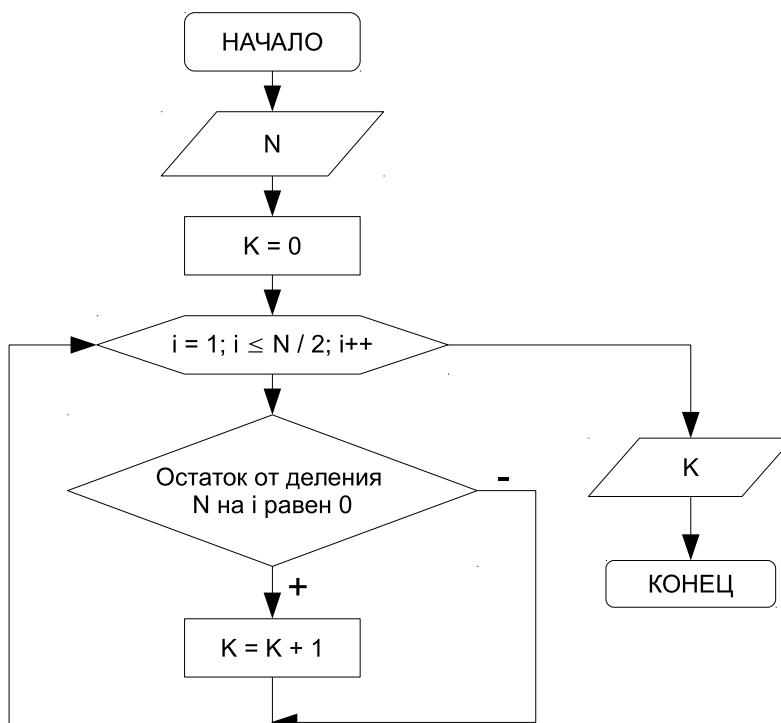 НАЧАЛО
N
K = 0
i = 1; i ≤ N / 2; i++
Остаток от деления
N на i равен 0
-
+
K = K + 1
K
КОНЕЦ